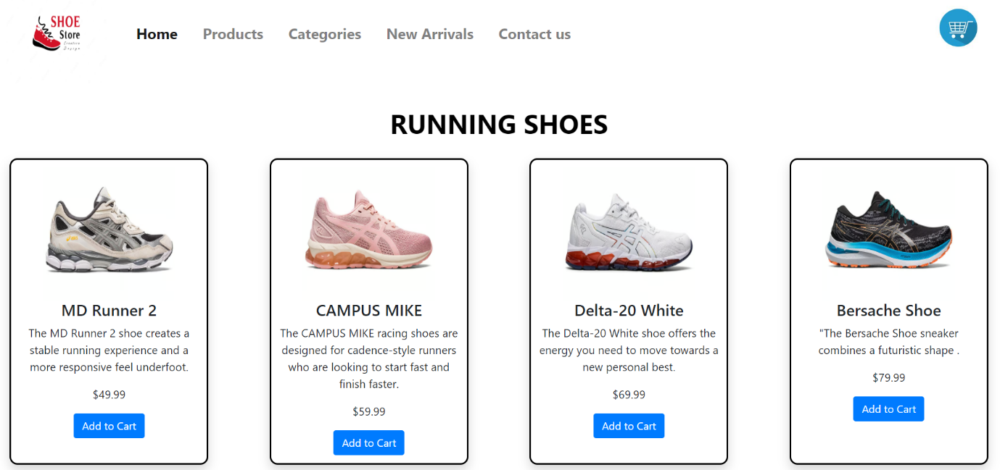 SHOE
Store
Creative
Design
Home
Products
Categories
New Arrivals
Contact us
RUNNING SHOES
MD Runner 2
The MD Runner 2 shoe creates a
stable running experience and a
more responsive feel underfoot.
$49.99
Add to Cart
CAMPUS MIKE
The CAMPUS MIKE racing shoes are
designed for cadence-style runners
who are looking to start fast and
finish faster.
$59.99
Add to Cart
Delta-20 White
The Delta-20 White shoe offers the
energy you need to move towards a
new personal best.
$69.99
Add to Cart
Bersache Shoe
"The Bersache Shoe sneaker
combines a futuristic shape .
$79.99
Add to Cart